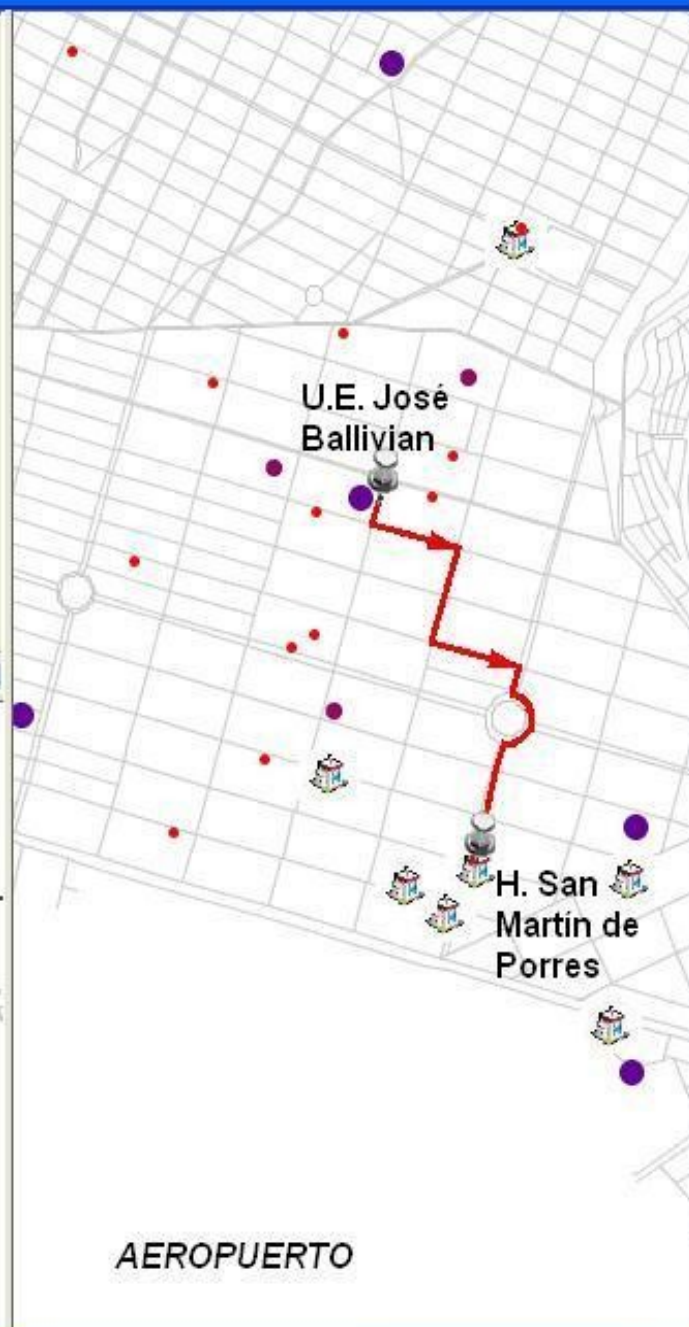 U.E. José
Ballivian
H. San
Martín de
Porres
AEROPUERTO